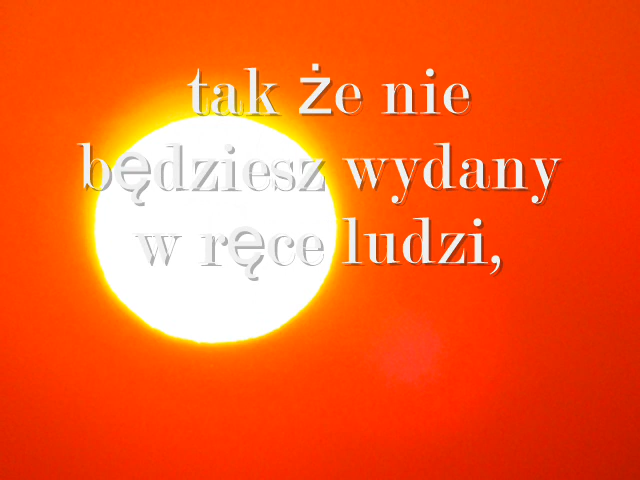 tak że nie
będziesz wydany
w ręce ludzi,